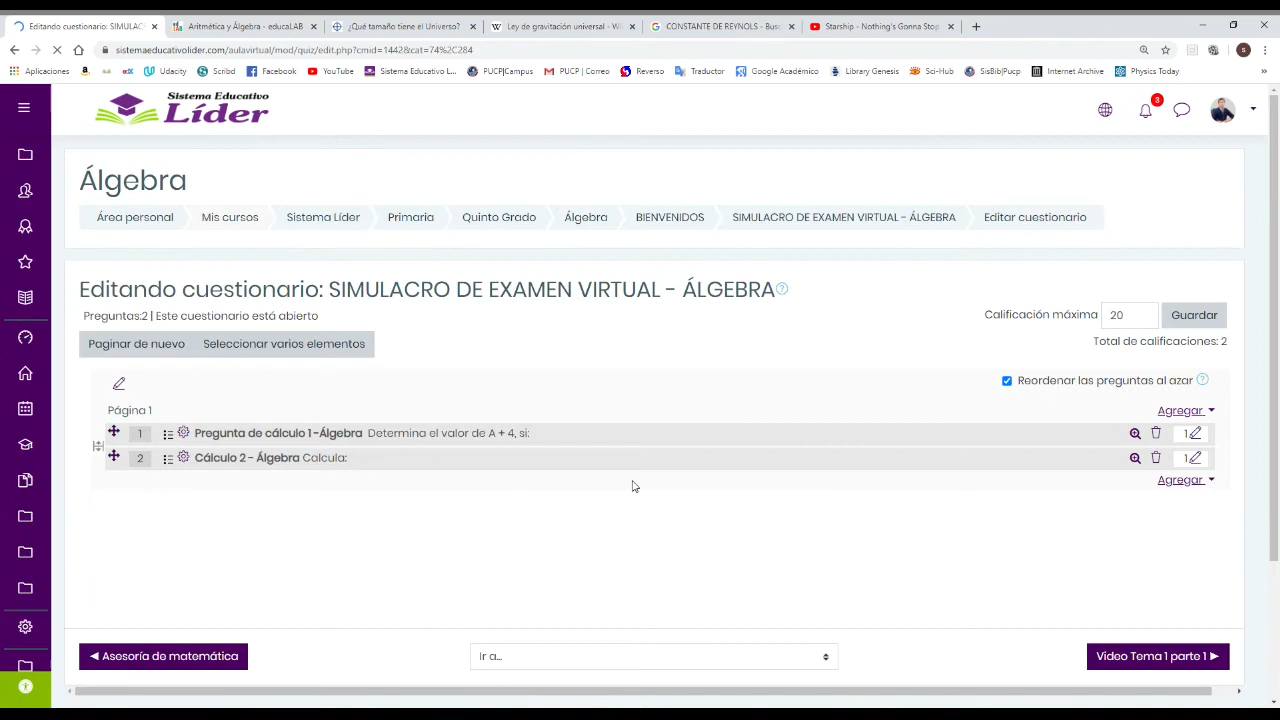 Editando cuestionario: SIMULAC
Aritmética y Álgebra - educaLAB
¿Qué tamaño tiene el Universo?
Ley de gravitación universal - Wi
CONSTANTE DE REYNOLS - Busc
Starship - Nothing's Gonna Stop
sistemaeducativolider.com/aulavirtual/mod/quiz/edit.php?cmid=1442&cat=74%2C284
Aplicaciones
Udacity
Scribd
Facebook
YouTube
Sistema Educativo L...
PUCP|Campus
PUCP | Correo
Reverso
Traductor
Google Académico
Library Genesis
Sci-Hub
SisBib|Pucp
Internet Archive
Physics Today
Sistema Educativo
Líder
3
Álgebra
Área personal
Mis cursos
Sistema Líder
Primaria
Quinto Grado
Álgebra
BIENVENIDOS
SIMULACRO DE EXAMEN VIRTUAL - ÁLGEBRA
Editar cuestionario
Editando cuestionario: SIMULACRO DE EXAMEN VIRTUAL - ÁLGEBRA
Preguntas:2 | Este cuestionario está abierto
Calificación máxima 20 Guardar
Total de calificaciones: 2
Paginar de nuevo Seleccionar varios elementos
Reordenar las preguntas al azar
Página 1
Agregar
1 Pregunta de cálculo 1 -Álgebra Determina el valor de A + 4, si: 1
2 Cálculo 2 - Álgebra Calcula: 1
Agregar
Asesoría de matemática
Ir a...
Vídeo Tema 1 parte 1